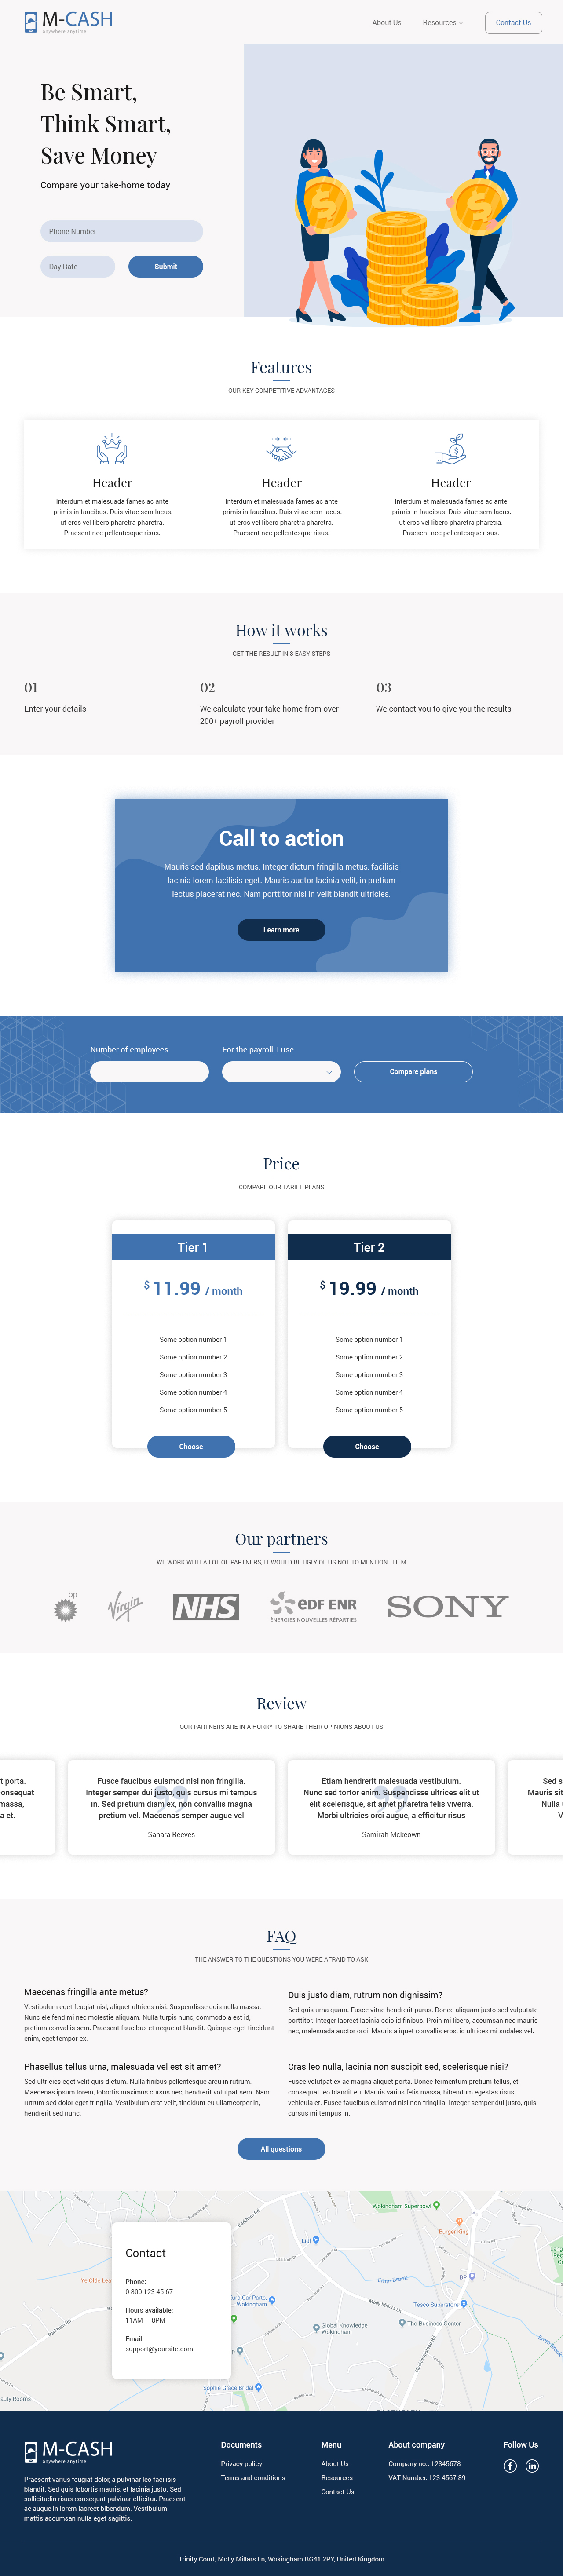 M-CASH
anywhere anytime
About Us
Resources
Contact Us
Be Smart,
Think Smart,
Save Money
Compare your take-home today
Phone Number
Day Rate
Submit
Features
OUR KEY COMPETITIVE ADVANTAGES
Header
Interdum et malesuada fames ac ante
primis in faucibus. Duis vitae sem lacus.
ut eros vel libero pharetra pharetra.
Praesent nec pellentesque risus.
Header
Interdum et malesuada fames ac ante
primis in faucibus. Duis vitae sem lacus.
ut eros vel libero pharetra pharetra.
Praesent nec pellentesque risus.
Header
Interdum et malesuada fames ac ante
primis in faucibus. Duis vitae sem lacus.
ut eros vel libero pharetra pharetra.
Praesent nec pellentesque risus.
How it works
GET THE RESULT IN 3 EASY STEPS
01
Enter your details
02
We calculate your take-home from over
200+ payroll provider
03
We contact you to give you the results
Call to action
Mauris sed dapibus metus. Integer dictum fringilla metus, facilisis
lacinia lorem facilisis eget. Mauris auctor lacinia velit, in pretium
lectus placerat nec. Nam porttitor nisi in velit blandit ultricies.
Learn more
Number of employees
For the payroll, I use
Compare plans
Price
COMPARE OUR TARIFF PLANS
Tier 1
$ 11.99 / month
Some option number 1
Some option number 2
Some option number 3
Some option number 4
Some option number 5
Choose
Tier 2
$ 19.99 / month
Some option number 1
Some option number 2
Some option number 3
Some option number 4
Some option number 5
Choose
Our partners
WE WORK WITH A LOT OF PARTNERS, IT WOULD BE UGLY OF US NOT TO MENTION THEM
bp
Virgin
NHS
eDF ENR
ÉNERGIES NOUVELLES RÉPARTIES
SONY
Review
OUR PARTNERS ARE IN A HURRY TO SHARE THEIR OPINIONS ABOUT US
t porta.
consequat
massa,
a et.
Fusce faucibus euismod nisl non fringilla.
Integer semper dui justo, quis cursus mi tempus
in. Sed pretium diam ex, non convallis magna
pretium vel. Maecenas semper augue vel
Sahara Reeves
Etiam hendrerit malesuada vestibulum.
Nunc sed tortor enim. Suspendisse ultrices elit ut
elit scelerisque, sit amet pharetra felis viverra.
Morbi ultricies orci augue, a efficitur risus
Samirah Mckeown
Sed s
Mauris sit
Nulla
V
FAQ
THE ANSWER TO THE QUESTIONS YOU WERE AFRAID TO ASK
Maecenas fringilla ante metus?
Vestibulum eget feugiat nisl, aliquet ultrices nisi. Suspendisse quis nulla massa.
Nunc eleifend mi nec molestie aliquam. Nulla turpis nunc, commodo a est id,
pretium convallis sem. Praesent faucibus et neque at blandit. Quisque eget tincidunt
enim, eget tempor ex.
Duis justo diam, rutrum non dignissim?
Sed quis urna quam. Fusce vitae hendrerit purus. Donec aliquam justo sed vulputate
porttitor. Integer laoreet lacinia odio id finibus. Proin mi libero, accumsan nec mauris
nec, malesuada auctor orci. Mauris aliquet convallis eros, id ultrices mi sodales vel.
Phasellus tellus urna, malesuada vel est sit amet?
Sed ultricies eget velit quis dictum. Nulla finibus pellentesque arcu in rutrum.
Maecenas ipsum lorem, lobortis maximus cursus nec, hendrerit volutpat sem. Nam
rutrum sed dolor eget fringilla. Vestibulum erat velit, tincidunt eu ullamcorper in,
hendrerit sed nunc.
Cras leo nulla, lacinia non suscipit sed, scelerisque nisi?
Fusce volutpat ex ac magna aliquet porta. Donec fermentum pretium tellus, et
consequat leo blandit eu. Mauris varius felis massa, bibendum egestas risus
vehicula et. Fusce faucibus euismod nisl non fringilla. Integer semper dui justo, quis
cursus mi tempus in.
All questions
Wokingham Superbowl
Burger King
Barkham Rd
Lidl
Emm Brook
BP
Ye Olde Lea
Euro Car Parts,
Wokingham
Molly Millars Ln
Tesco Superstore
The Business Center
Global Knowledge
Wokingham
Barkham Rd
Finchampstead Rd
Emm Brook
Sophie Grace Bridal
auty Rooms
Contact
Phone:
0 800 123 45 67
Hours available:
11AM — 8PM
Email:
support@yoursite.com
M-CASH
anywhere anytime
Praesent varius feugiat dolor, a pulvinar leo facilisis
blandit. Sed quis lobortis mauris, et lacinia justo. Sed
sollicitudin risus consequat pulvinar efficitur. Praesent
ac augue in lorem laoreet bibendum. Vestibulum
mattis accumsan nulla eget sagittis.
Documents
Privacy policy
Terms and conditions
Menu
About Us
Resources
Contact Us
About company
Company no.: 12345678
VAT Number: 123 4567 89
Follow Us
Trinity Court, Molly Millars Ln, Wokingham RG41 2PY, United Kingdom